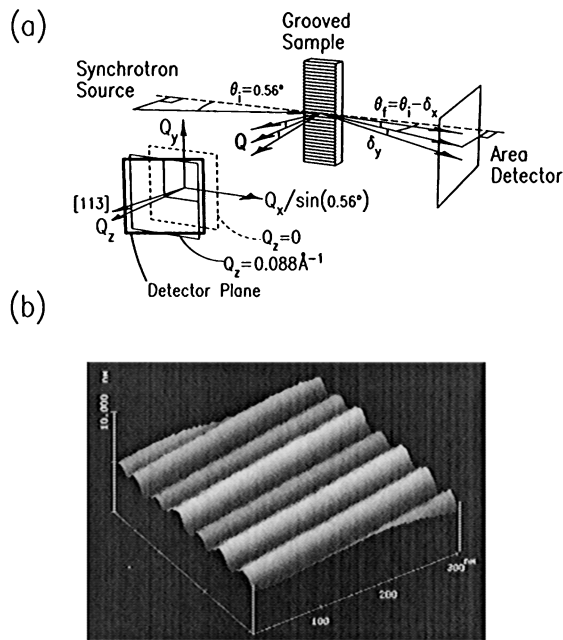 (a)
Grooved
Sample
Synchrotron
Source
θi=0.56°
θf=θi-δx
Qy
Q
δy
Area
Detector
[113]
Qz
Qx/sin(0.56°)
Qz=0
Qz=0.088Å-1
Detector Plane
(b)
10.000 nm
100
200
300
nm